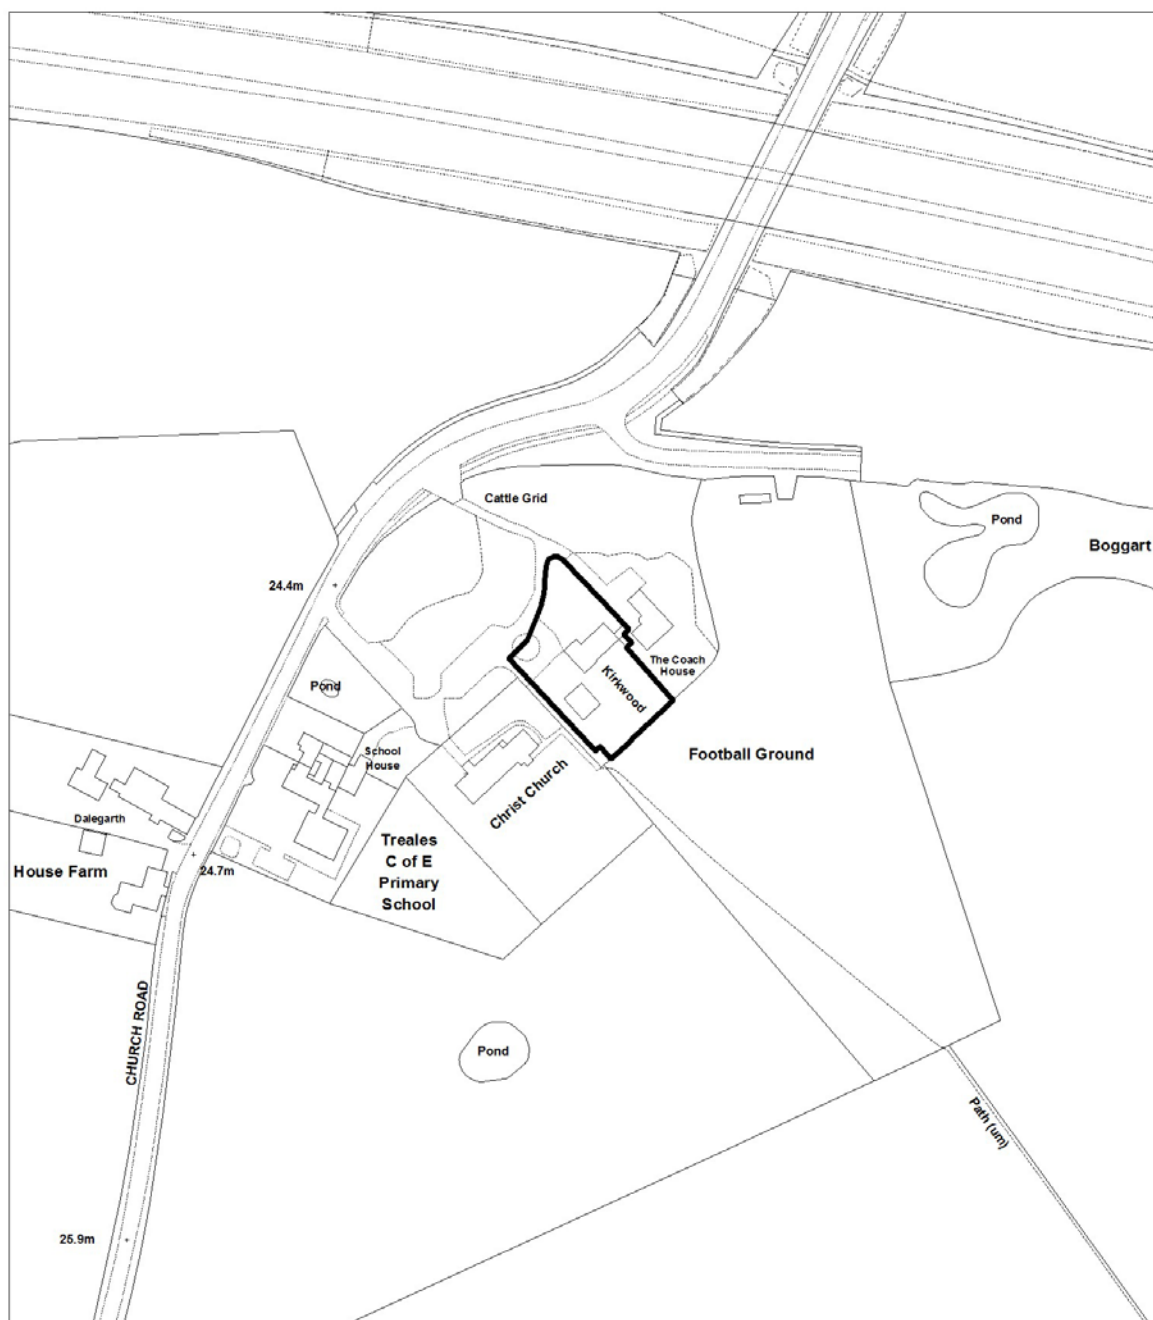 Cattle Grid
Pond
Boggart
24.4m
The Coach
House
Kirkwood
Pond
School
House
Football Ground
Christ Church
Dalegarth
Treales
C of E
Primary
School
House Farm
24.7m
CHURCH ROAD
Pond
Path (um)
25.9m